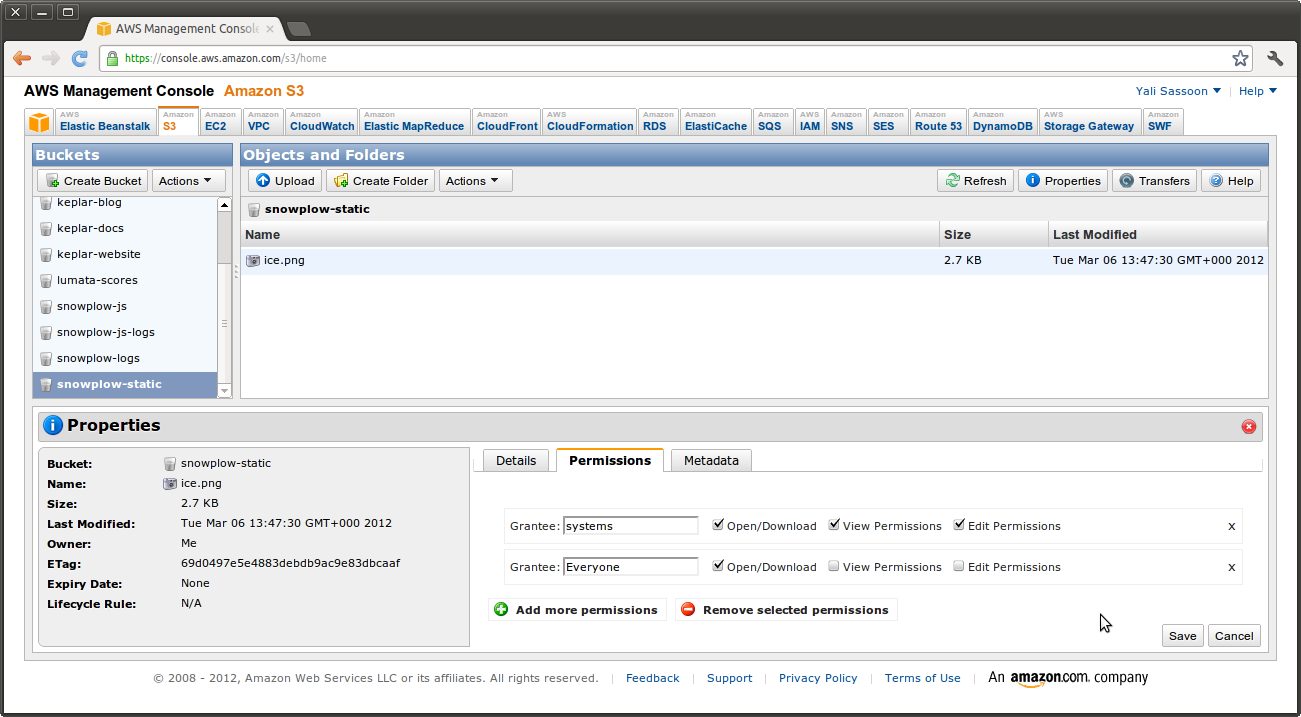 AWS Management Console
https://console.aws.amazon.com/s3/home
AWS Management Console Amazon S3
Yali Sassoon Help
AWS Elastic Beanstalk
Amazon S3
Amazon EC2
Amazon VPC
Amazon CloudWatch
Amazon Elastic MapReduce
Amazon CloudFront
AWS CloudFormation
Amazon RDS
Amazon ElastiCache
Amazon SQS
AWS IAM
Amazon SNS
Amazon SES
Amazon Route 53
Amazon DynamoDB
AWS Storage Gateway
Amazon SWF
Buckets
Create Bucket Actions
keplar-blog
keplar-docs
keplar-website
lumata-scores
snowplow-js
snowplow-js-logs
snowplow-logs
snowplow-static
Objects and Folders
Upload Create Folder Actions Refresh Properties Transfers Help
snowplow-static
Name Size Last Modified
ice.png 2.7 KB Tue Mar 06 13:47:30 GMT+000 2012
Properties
Bucket: snowplow-static
Name: ice.png
Size: 2.7 KB
Last Modified: Tue Mar 06 13:47:30 GMT+000 2012
Owner: Me
ETag: 69d0497e5e4883debdb9ac9e83dbcaaf
Expiry Date: None
Lifecycle Rule: N/A
Details Permissions Metadata
Grantee: systems Open/Download View Permissions Edit Permissions x
Grantee: Everyone Open/Download View Permissions Edit Permissions x
Add more permissions Remove selected permissions
Save Cancel
© 2008 - 2012, Amazon Web Services LLC or its affiliates. All rights reserved. | Feedback | Support | Privacy Policy | Terms of Use | An amazon.com company